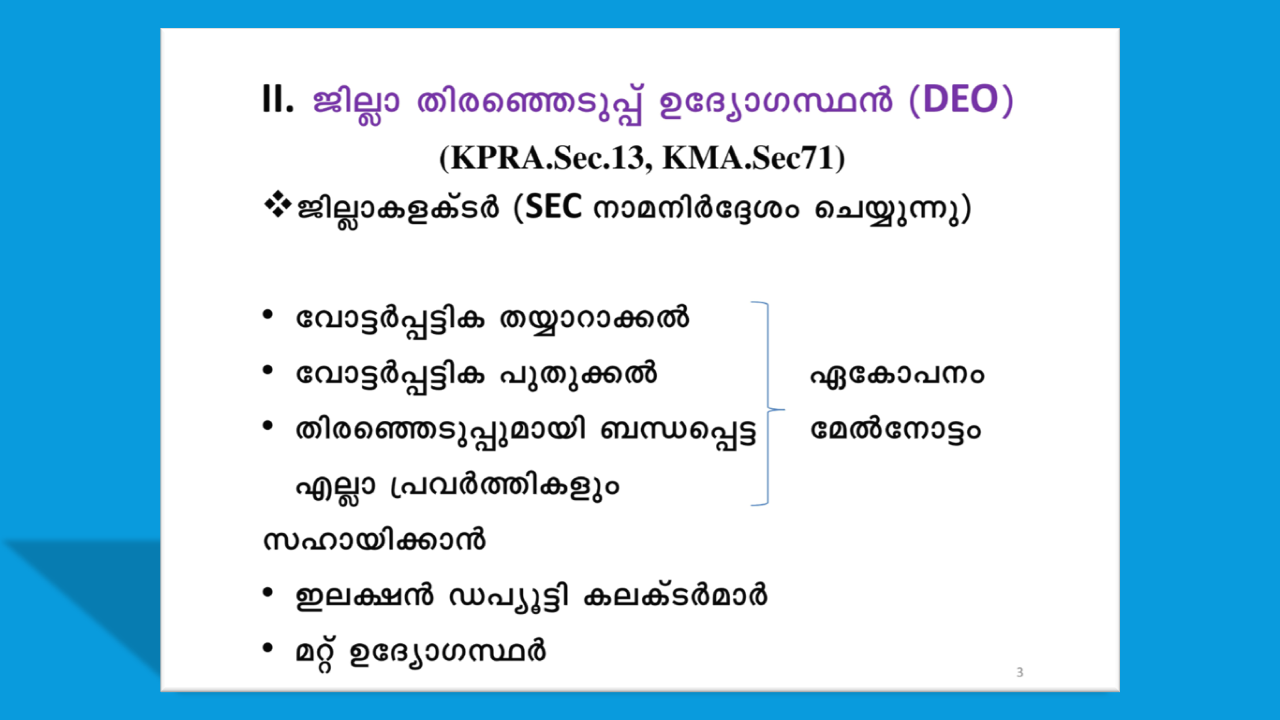 II. ജില്ലാ തിരഞ്ഞെടുപ്പ് ഉദ്യോഗസ്ഥൻ (DEO)
(KPRA.Sec.13, KMA.Sec71)
❖ജില്ലാകളക്ടർ (SEC നാമനിർദ്ദേശം ചെയ്യുന്നു)
• വോട്ടർപ്പട്ടിക തയ്യാറാക്കൽ
• വോട്ടർപ്പട്ടിക പുതുക്കൽ ഏകോപനം
• തിരഞ്ഞെടുപ്പുമായി ബന്ധപ്പെട്ട മേൽനോട്ടം
എല്ലാ പ്രവർത്തികളും
സഹായിക്കാൻ
• ഇലക്ഷൻ ഡപ്യൂട്ടി കലക്ടർമാർ
• മറ്റ് ഉദ്യോഗസ്ഥർ
3